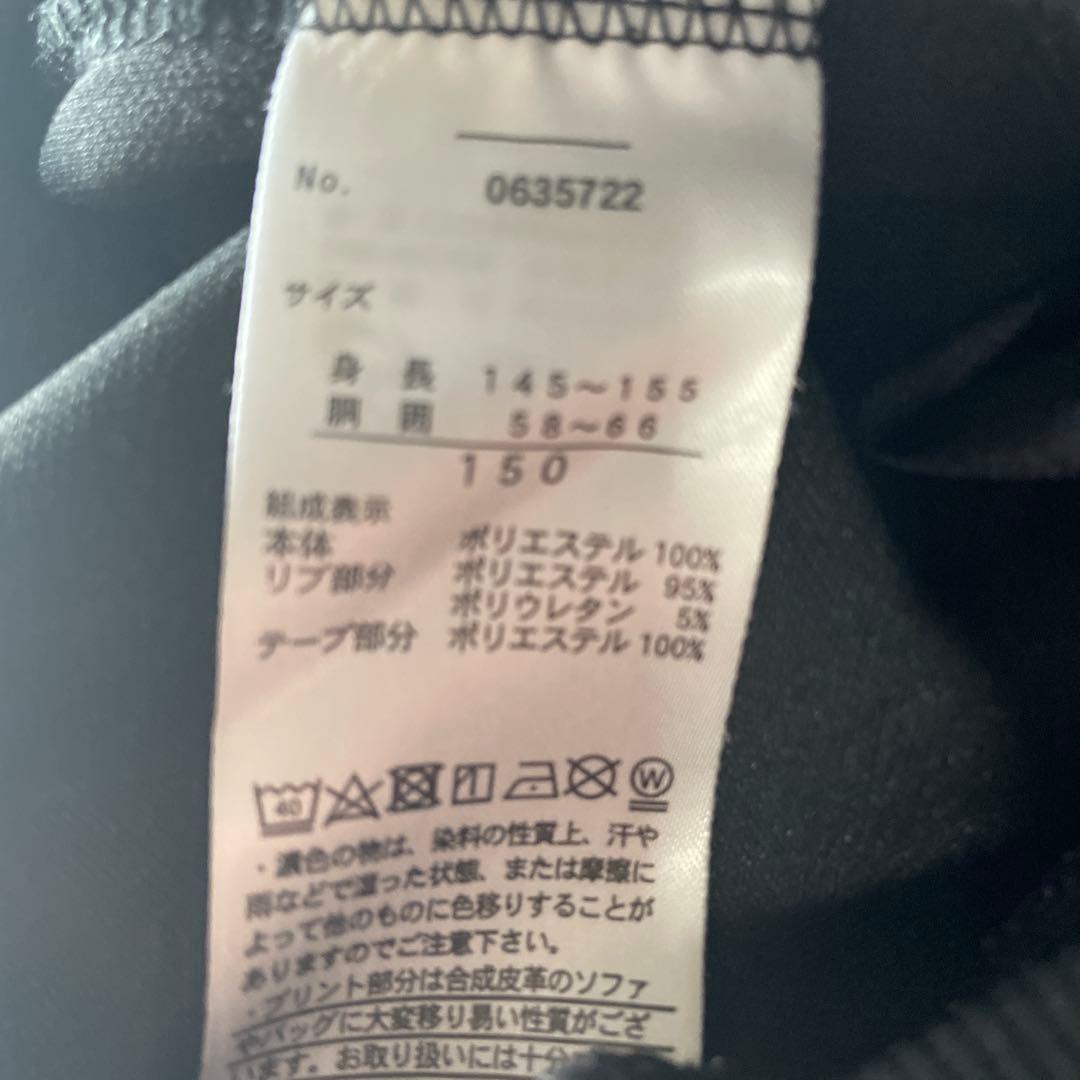 No. 0635722
サイズ
身 長 145～155
胴 囲 58～66
150
組成表示
本体 ポリエステル 100%
リブ部分 ポリエステル 95%
ポリウレタン 5%
テープ部分 ポリエステル 100%
40 W
・濃色の物は、染料の性質上、汗や
雨などで湿った状態、または摩擦に
よって他のものに色移りすることが
ありますのでご注意下さい。
・プリント部分は合成皮革のソファ
やバッグに大変移り易い性質がござ
います。お取り扱いには十分